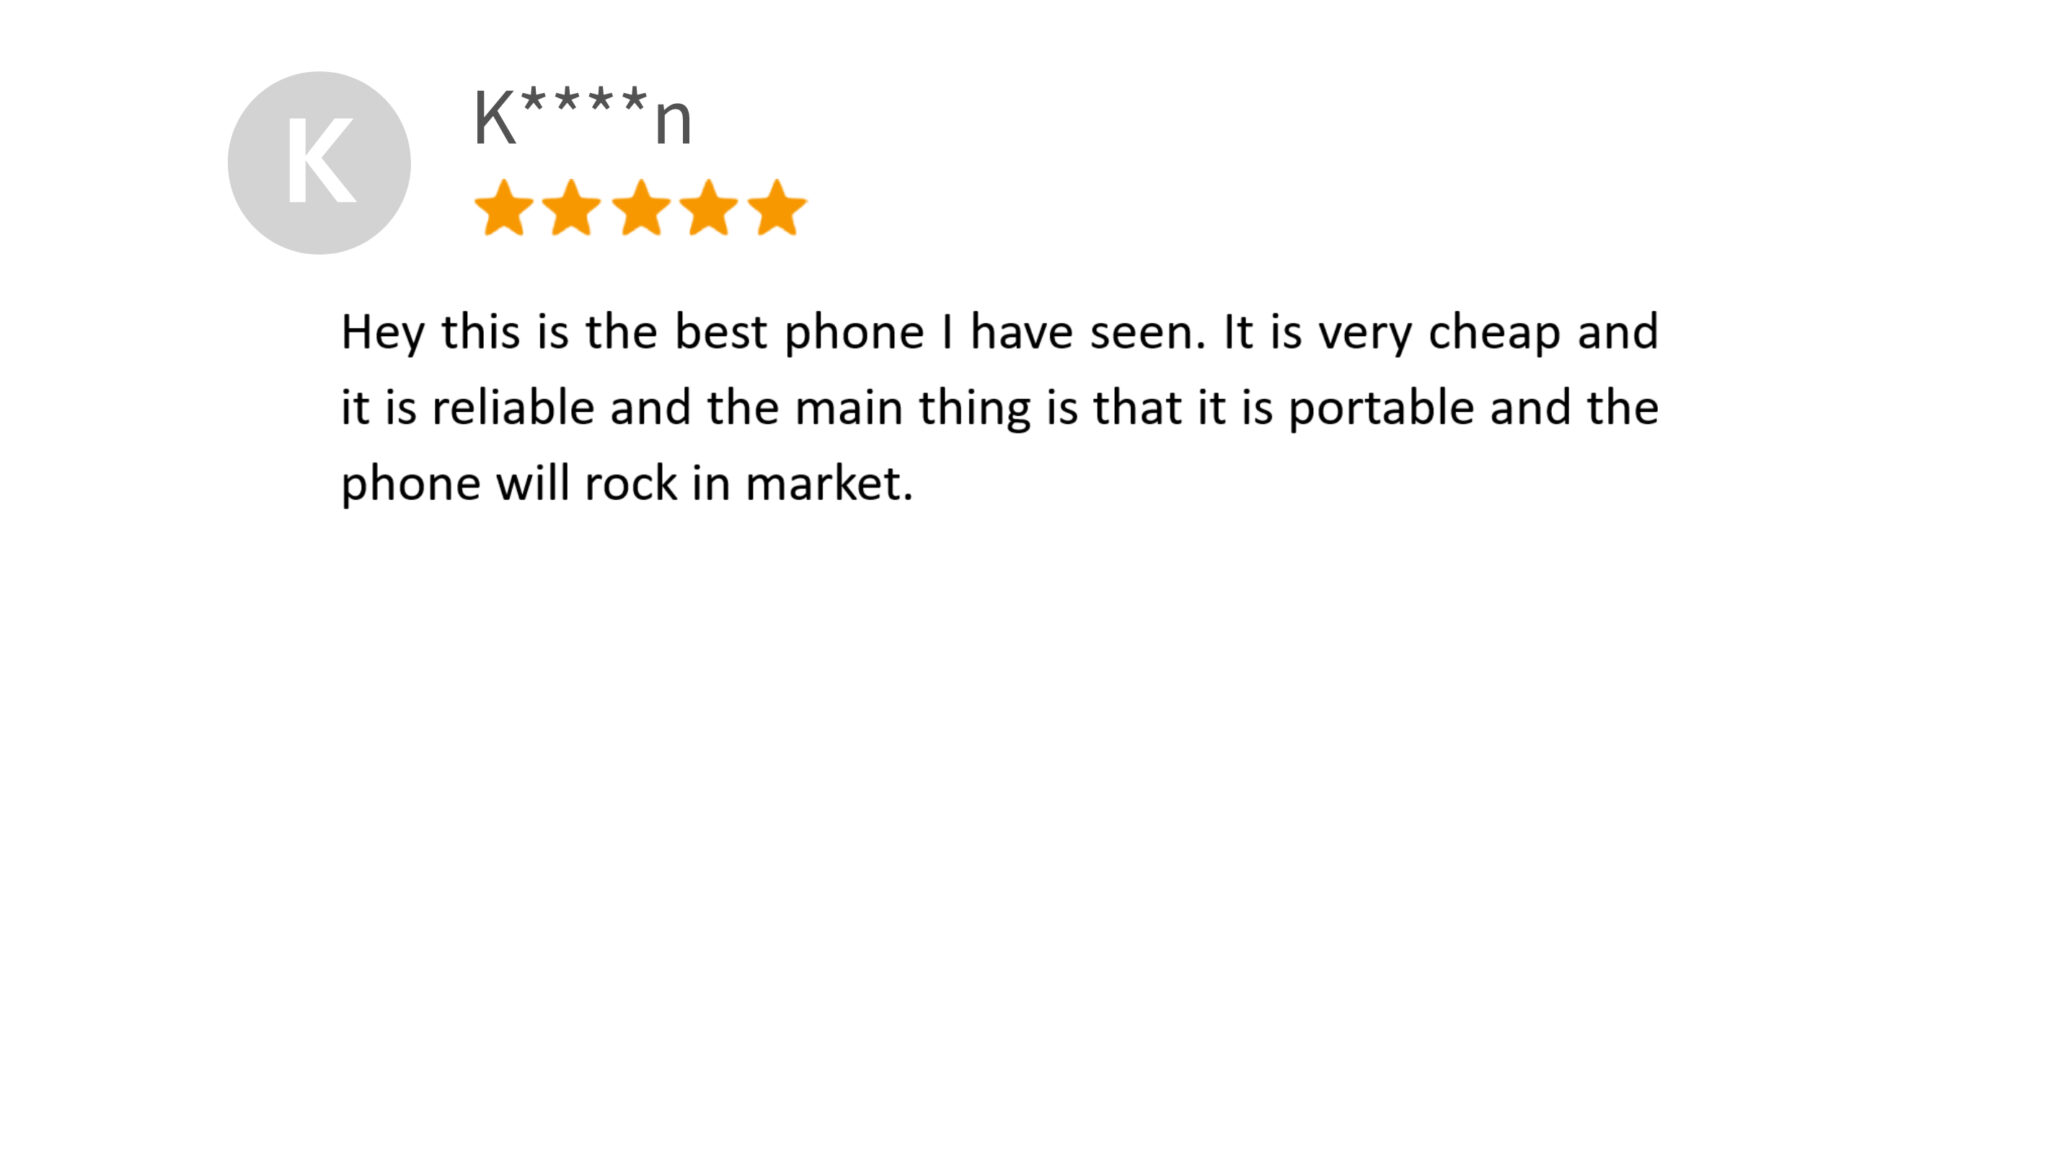 K
K****n
Hey this is the best phone I have seen. It is very cheap and
it is reliable and the main thing is that it is portable and the
phone will rock in market.